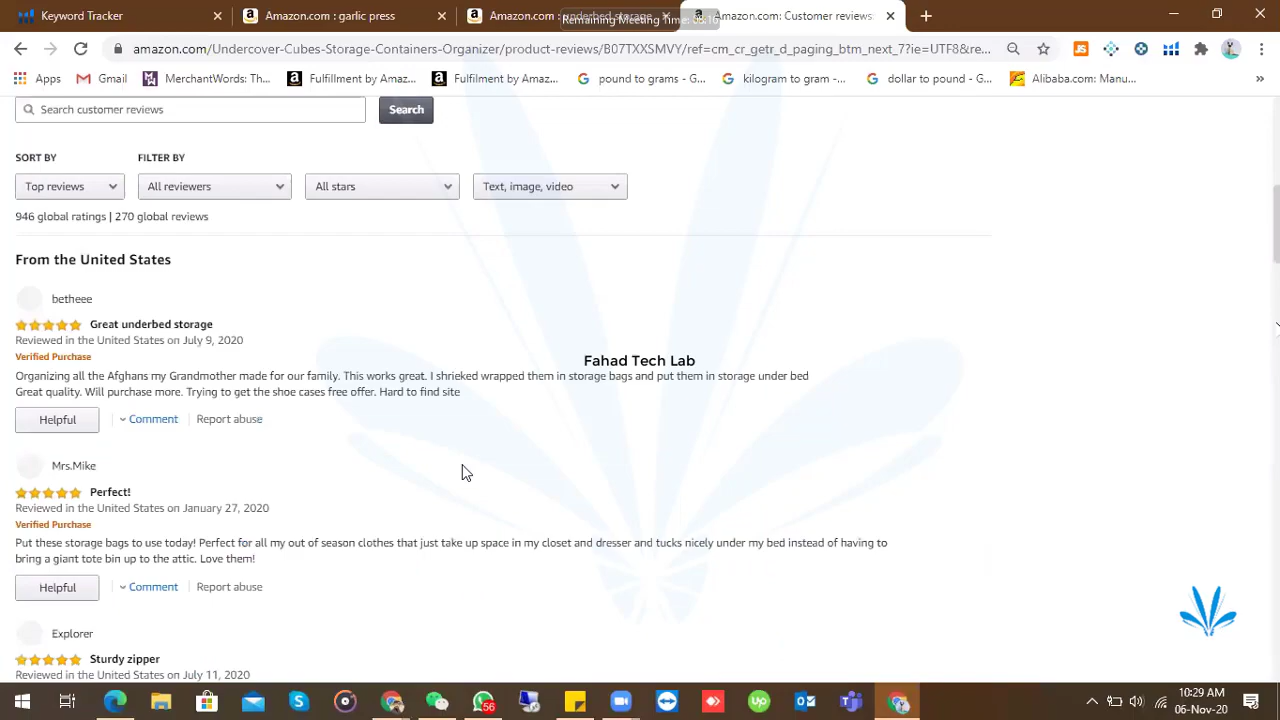 Keyword Tracker
Amazon.com : garlic press
Amazon.com : underbed storage
Amazon.com: Customer reviews:
Remaining Meeting Time:
amazon.com/Undercover-Cubes-Storage-Containers-Organizer/product-reviews/B07TXXSMVY/ref=cm_cr_getr_d_paging_btm_next_7?ie=UTF8&re...
Apps
Gmail
MerchantWords: Th...
Fulfillment by Amaz...
Fulfilment by Amaz...
pound to grams - G...
kilogram to gram -...
dollar to pound - G...
Alibaba.com: Manu...
»
Search customer reviews
Search
SORT BY
FILTER BY
Top reviews
All reviewers
All stars
Text, image, video
946 global ratings | 270 global reviews
From the United States
betheee
Great underbed storage
Reviewed in the United States on July 9, 2020
Verified Purchase
Fahad Tech Lab
Organizing all the Afghans my Grandmother made for our family. This works great. I shrieked wrapped them in storage bags and put them in storage under bed
Great quality. Will purchase more. Trying to get the shoe cases free offer. Hard to find site
Helpful
Comment
Report abuse
Mrs.Mike
Perfect!
Reviewed in the United States on January 27, 2020
Verified Purchase
Put these storage bags to use today! Perfect for all my out of season clothes that just take up space in my closet and dresser and tucks nicely under my bed instead of having to
bring a giant tote bin up to the attic. Love them!
Helpful
Comment
Report abuse
Explorer
Sturdy zipper
Reviewed in the United States on July 11, 2020
56
10:29 AM
06-Nov-20